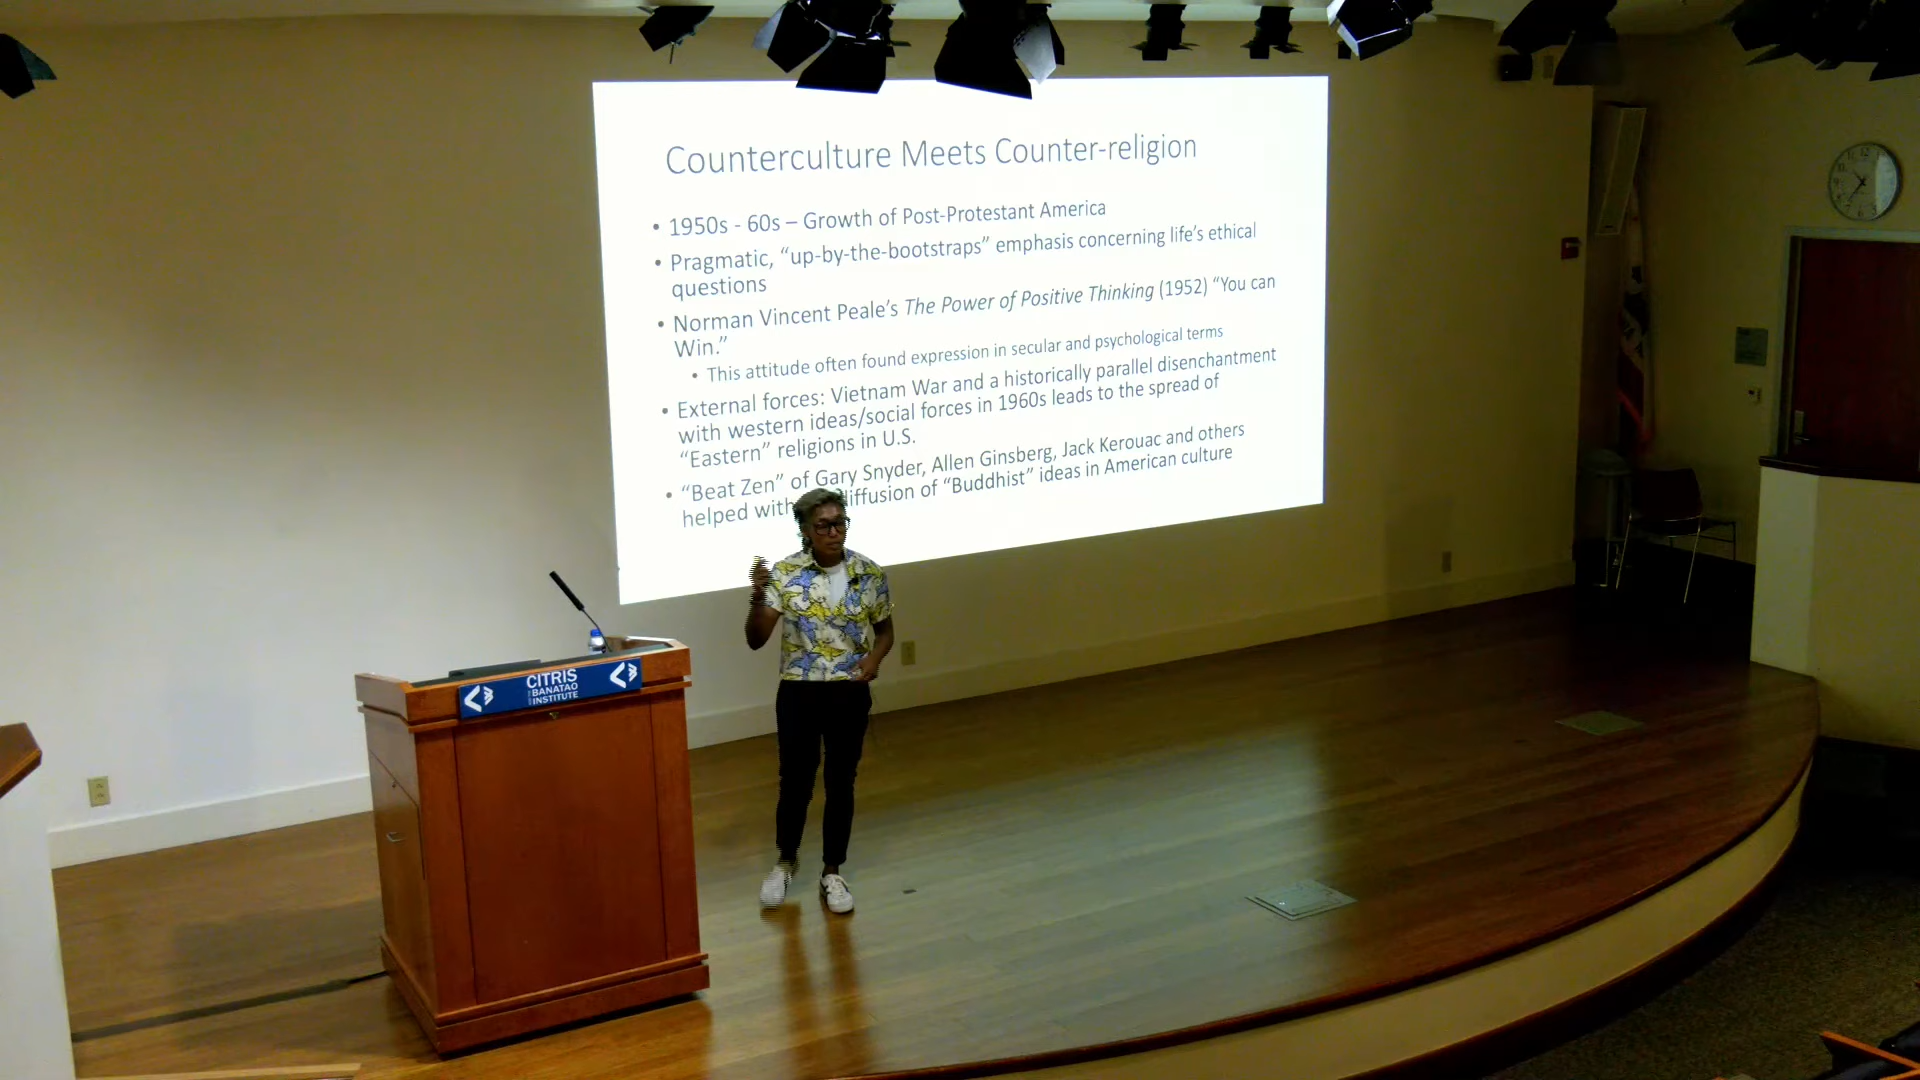 Counterculture Meets Counter-religion
• 1950s - 60s – Growth of Post-Protestant America
• Pragmatic, “up-by-the-bootstraps” emphasis concerning life’s ethical
questions
• Norman Vincent Peale’s The Power of Positive Thinking (1952) “You can
Win.”
• This attitude often found expression in secular and psychological terms
• External forces: Vietnam War and a historically parallel disenchantment
with western ideas/social forces in 1960s leads to the spread of
“Eastern” religions in U.S.
• “Beat Zen” of Gary Snyder, Allen Ginsberg, Jack Kerouac and others
helped with diffusion of “Buddhist” ideas in American culture
CITRIS
BANATAO
INSTITUTE